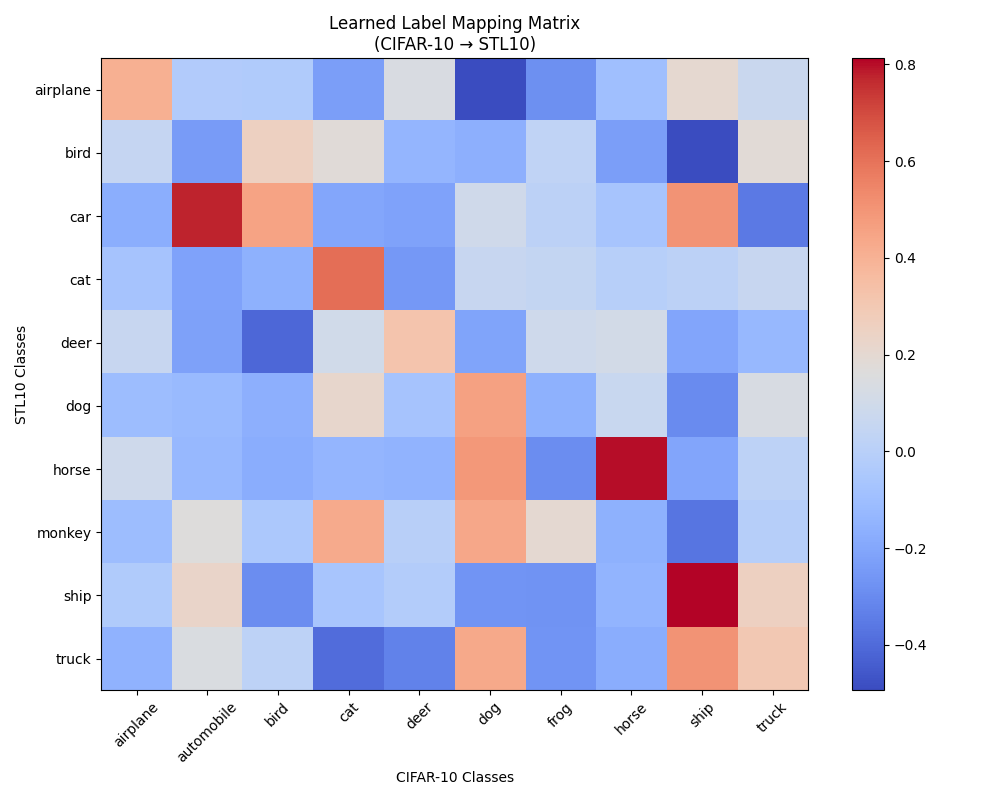 Learned Label Mapping Matrix
(CIFAR-10 → STL10)
airplane
bird
car
cat
deer
dog
horse
monkey
ship
truck
STL10 Classes
airplane
automobile
bird
cat
deer
dog
frog
horse
ship
truck
CIFAR-10 Classes
0.8
0.6
0.4
0.2
0.0
−0.2
−0.4